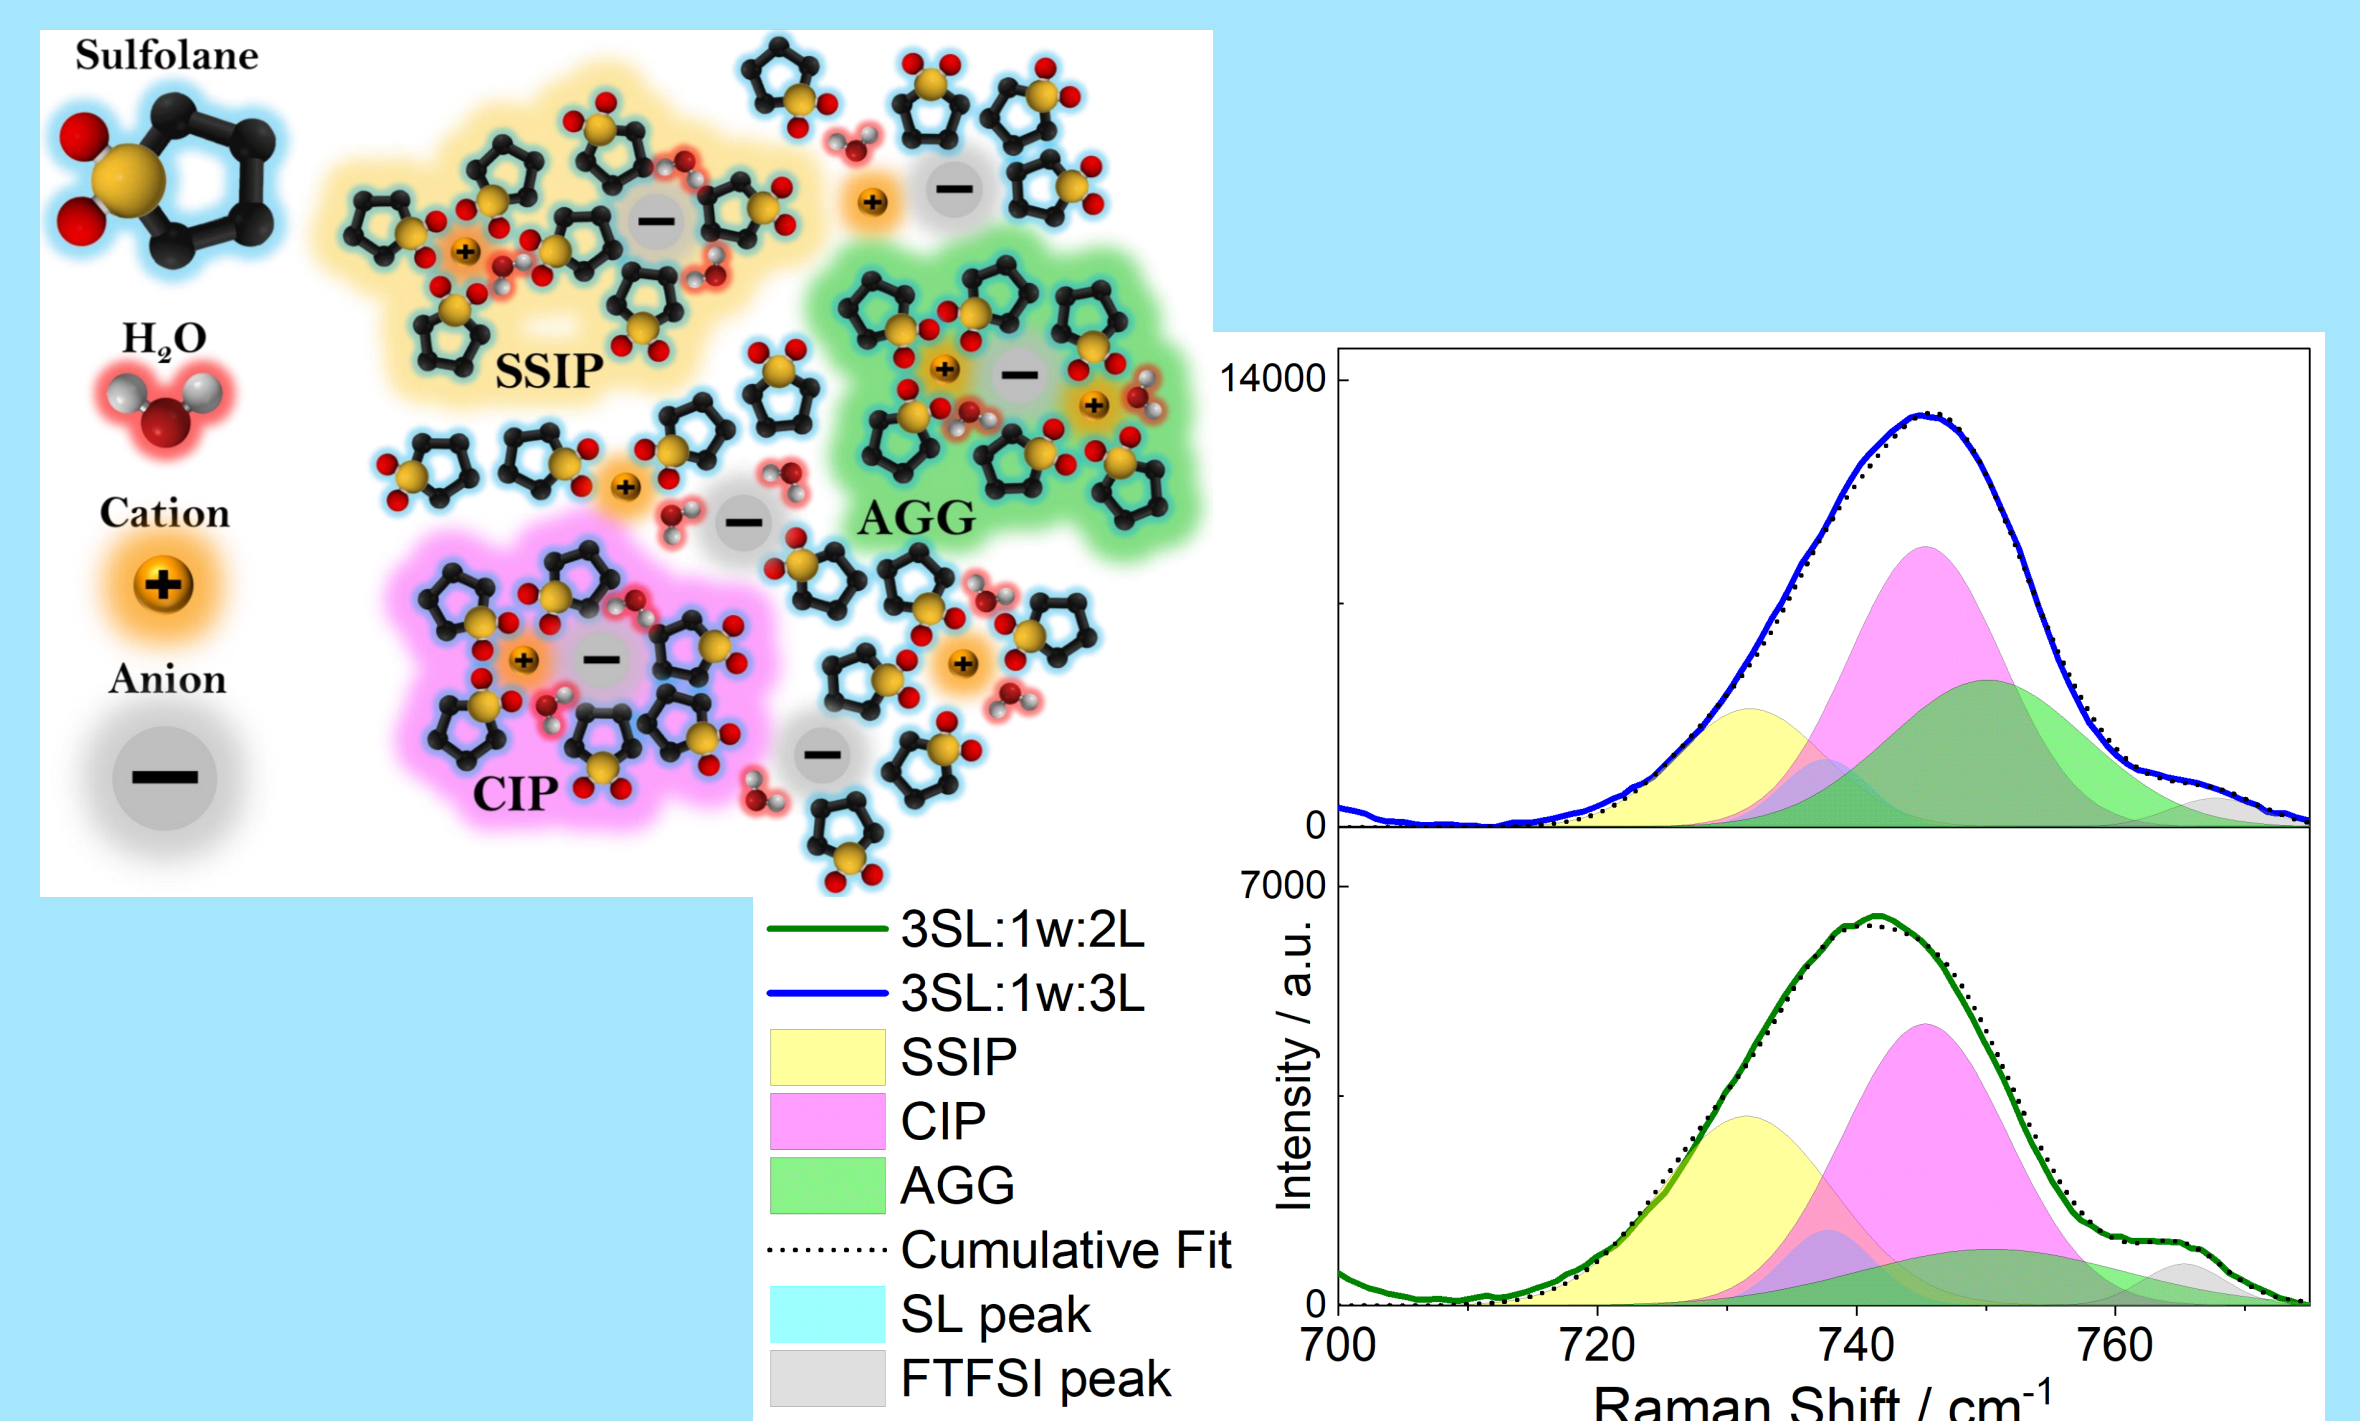 Sulfolane
H₂O
Cation
+
Anion
−
SSIP
AGG
CIP
3SL:1w:2L
3SL:1w:3L
SSIP
CIP
AGG
Cumulative Fit
SL peak
FTFSI peak
14000
0
7000
0
Intensity / a.u.
700 720 740 760
Raman Shift / cm⁻¹